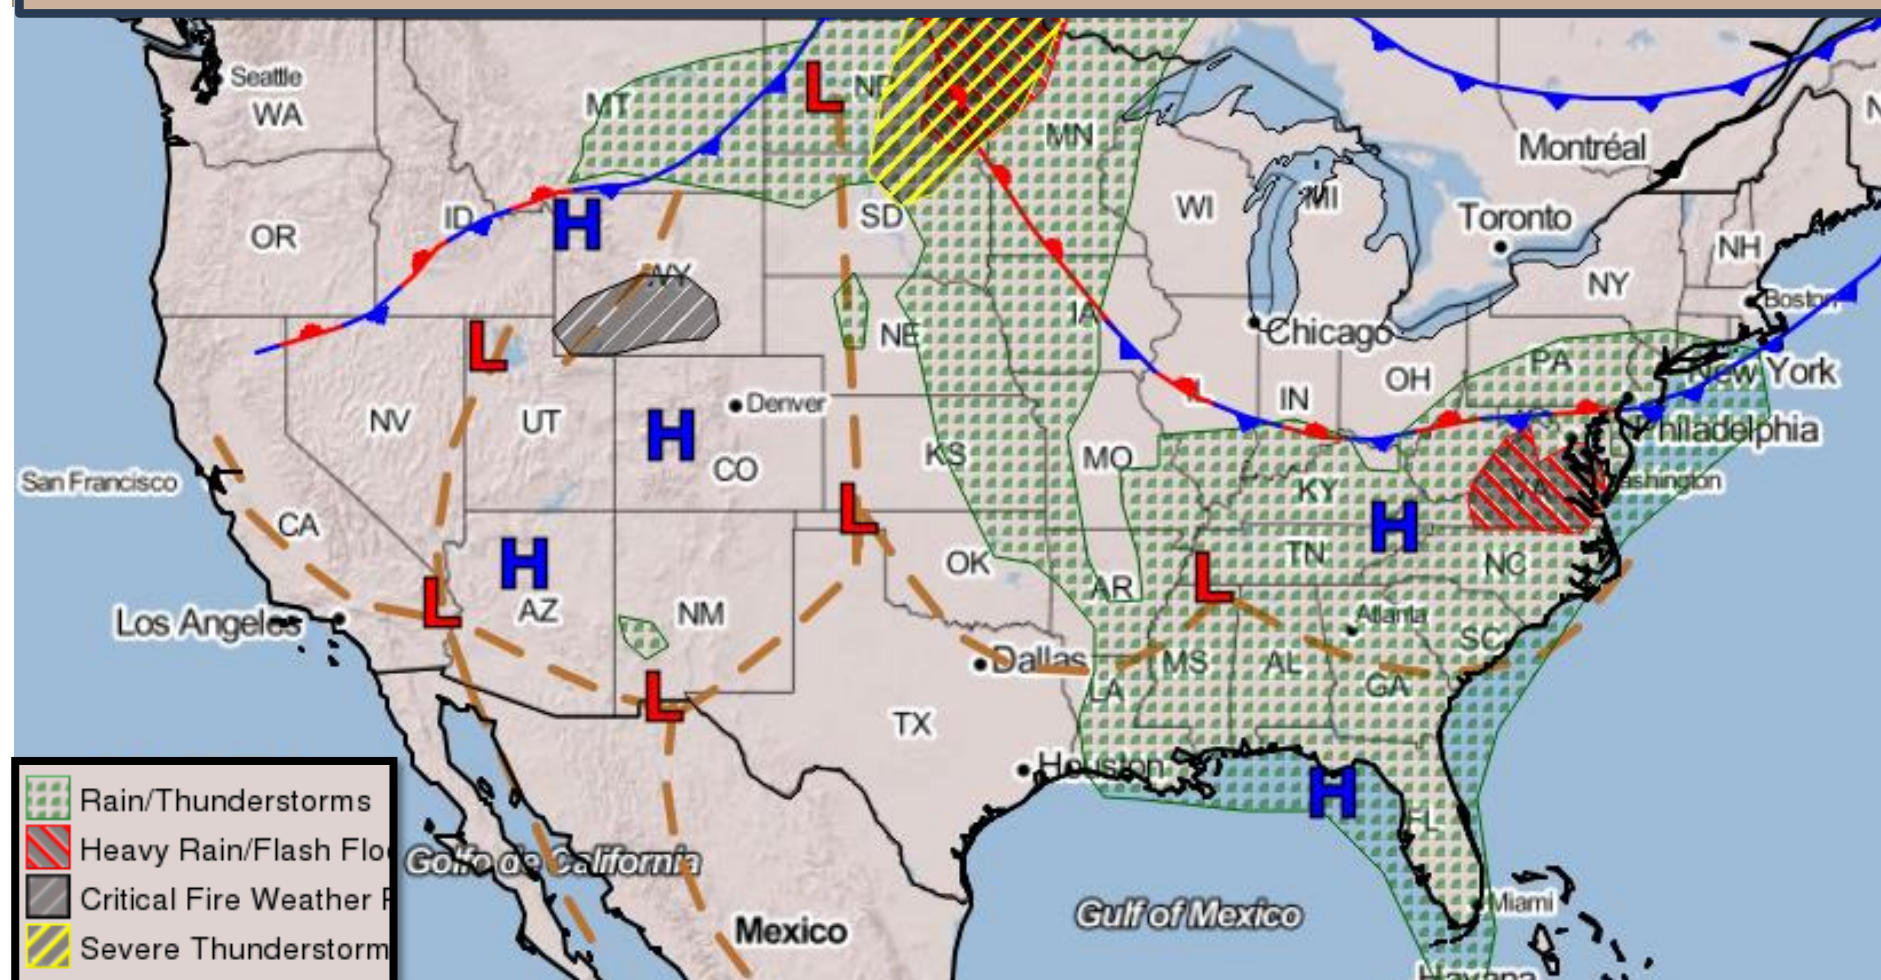 Seattle
WA
MT
ND
MN
Montréal
OR
ID
SD
WI
MI
Toronto
NH
WY
NY
NE
IA
Boston
Chicago
PA
NV
UT
Denver
IL
IN
OH
New York
CO
KS
MO
Philadelphia
San Francisco
KY
VA
CA
AZ
NM
OK
AR
TN
NC
Los Angeles
Atlanta
SC
Dallas
MS
AL
LA
GA
TX
Houston
FL
Rain/Thunderstorms
Heavy Rain/Flash Flo
Critical Fire Weather
Severe Thunderstorm
Golfo de California
Mexico
Gulf of Mexico
Miami
Havana
H
H
H
H
H
L
L
L
L
L
L